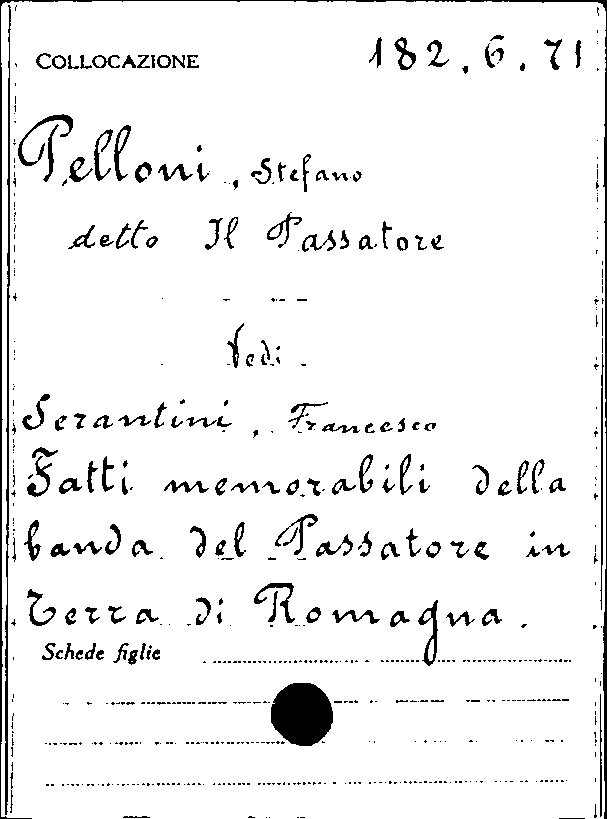 COLLOCAZIONE 182.6.71
Pelloni, Stefano
detto Il Passatore
Vedi
Serantini, Francesco
Fatti memorabili della
banda del Passatore in
terra di Romagna.
Schede figlie